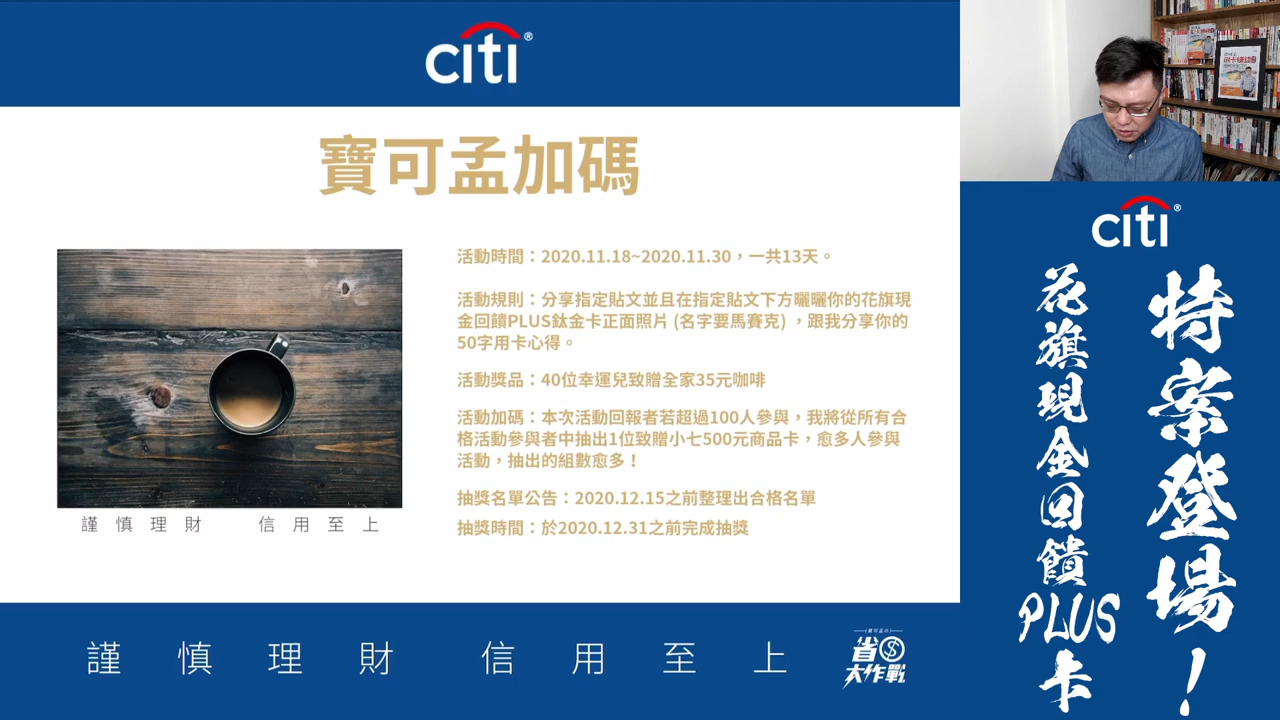 citi®
寶可孟加碼
活動時間：2020.11.18~2020.11.30，一共13天。
活動規則：分享指定貼文並且在指定貼文下方曬曬你的花旗現
金回饋PLUS鈦金卡正面照片 (名字要馬賽克) ，跟我分享你的
50字用卡心得。
活動獎品：40位幸運兒致贈全家35元咖啡
活動加碼：本次活動回報者若超過100人參與，我將從所有合
格活動參與者中抽出1位致贈小七500元商品卡，愈多人參與
活動，抽出的組數愈多！
抽獎名單公告：2020.12.15之前整理出合格名單
抽獎時間：於2020.12.31之前完成抽獎
謹慎理財 信用至上
謹慎理財 信用至上
寶可孟の
省$
大作戰
citi®
特案登場！
花旗現金回饋PLUS卡